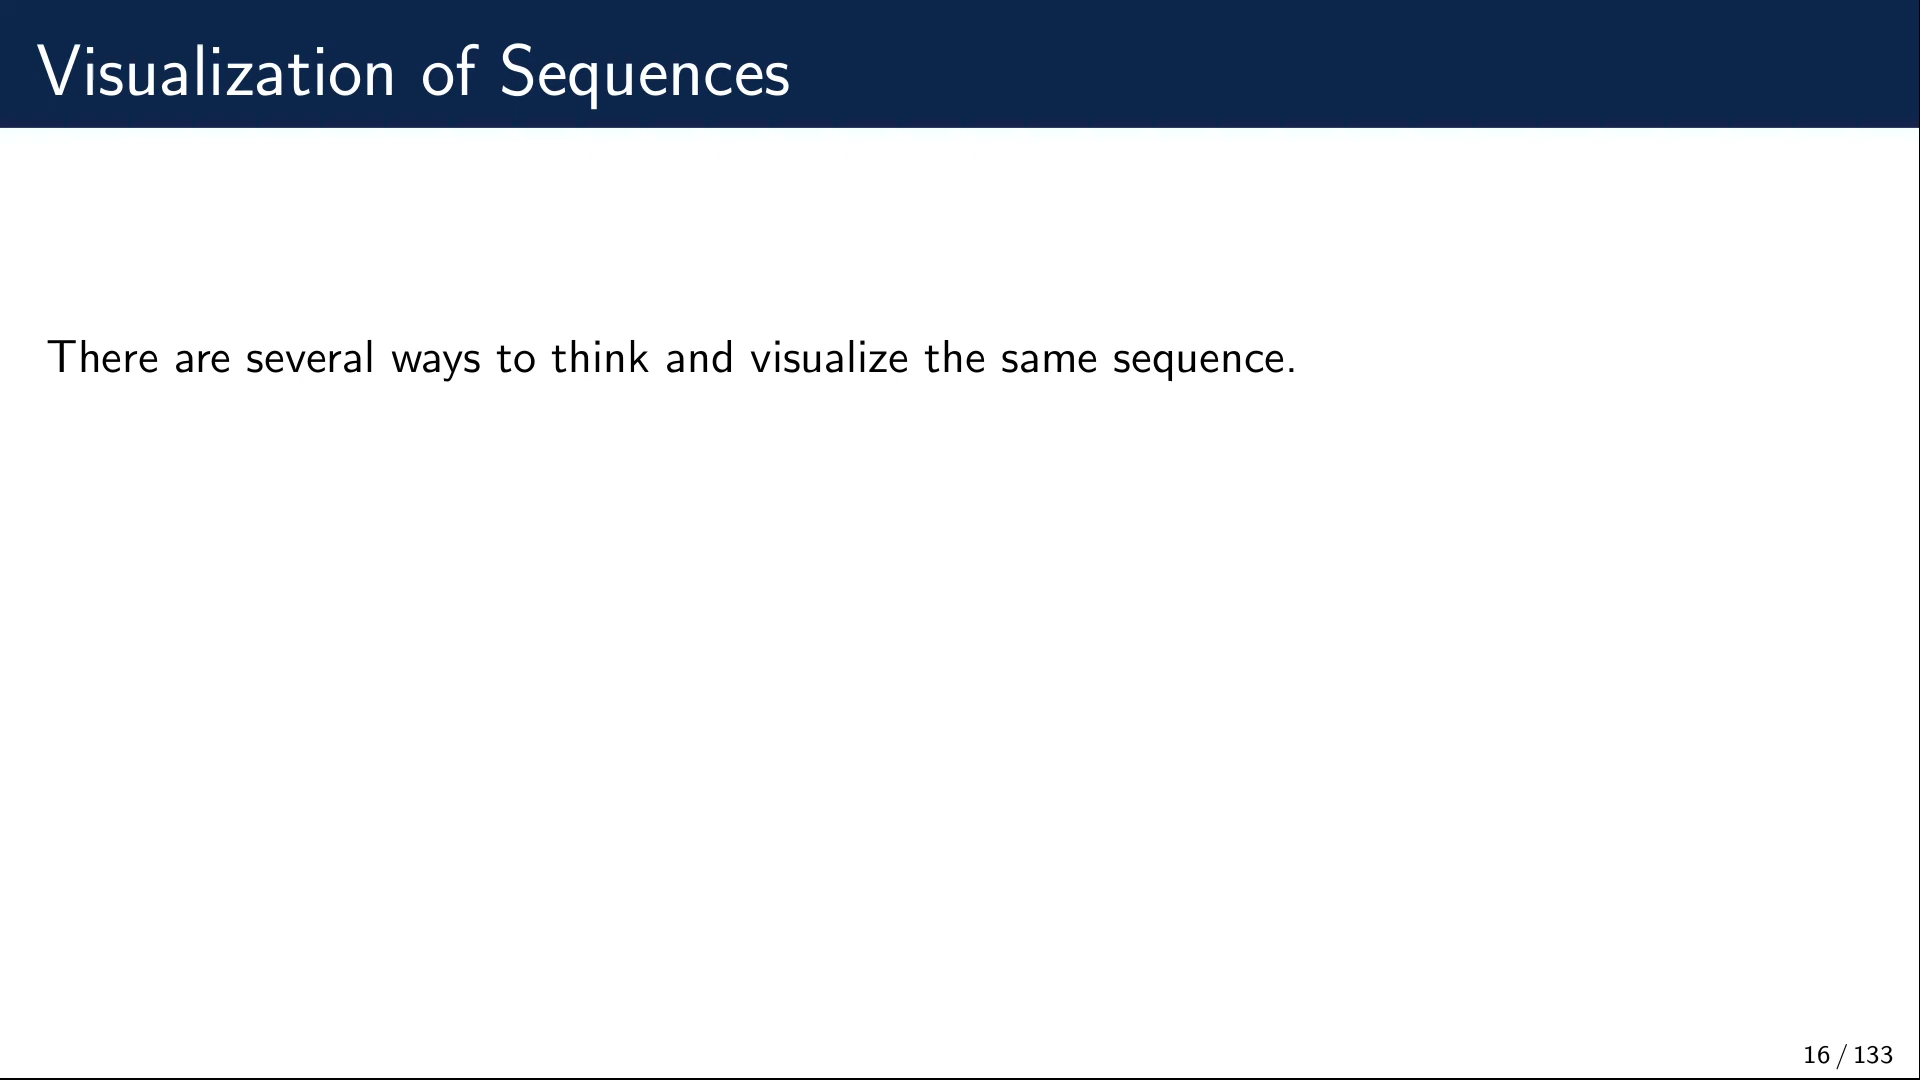 Visualization of Sequences
There are several ways to think and visualize the same sequence.
16 / 133